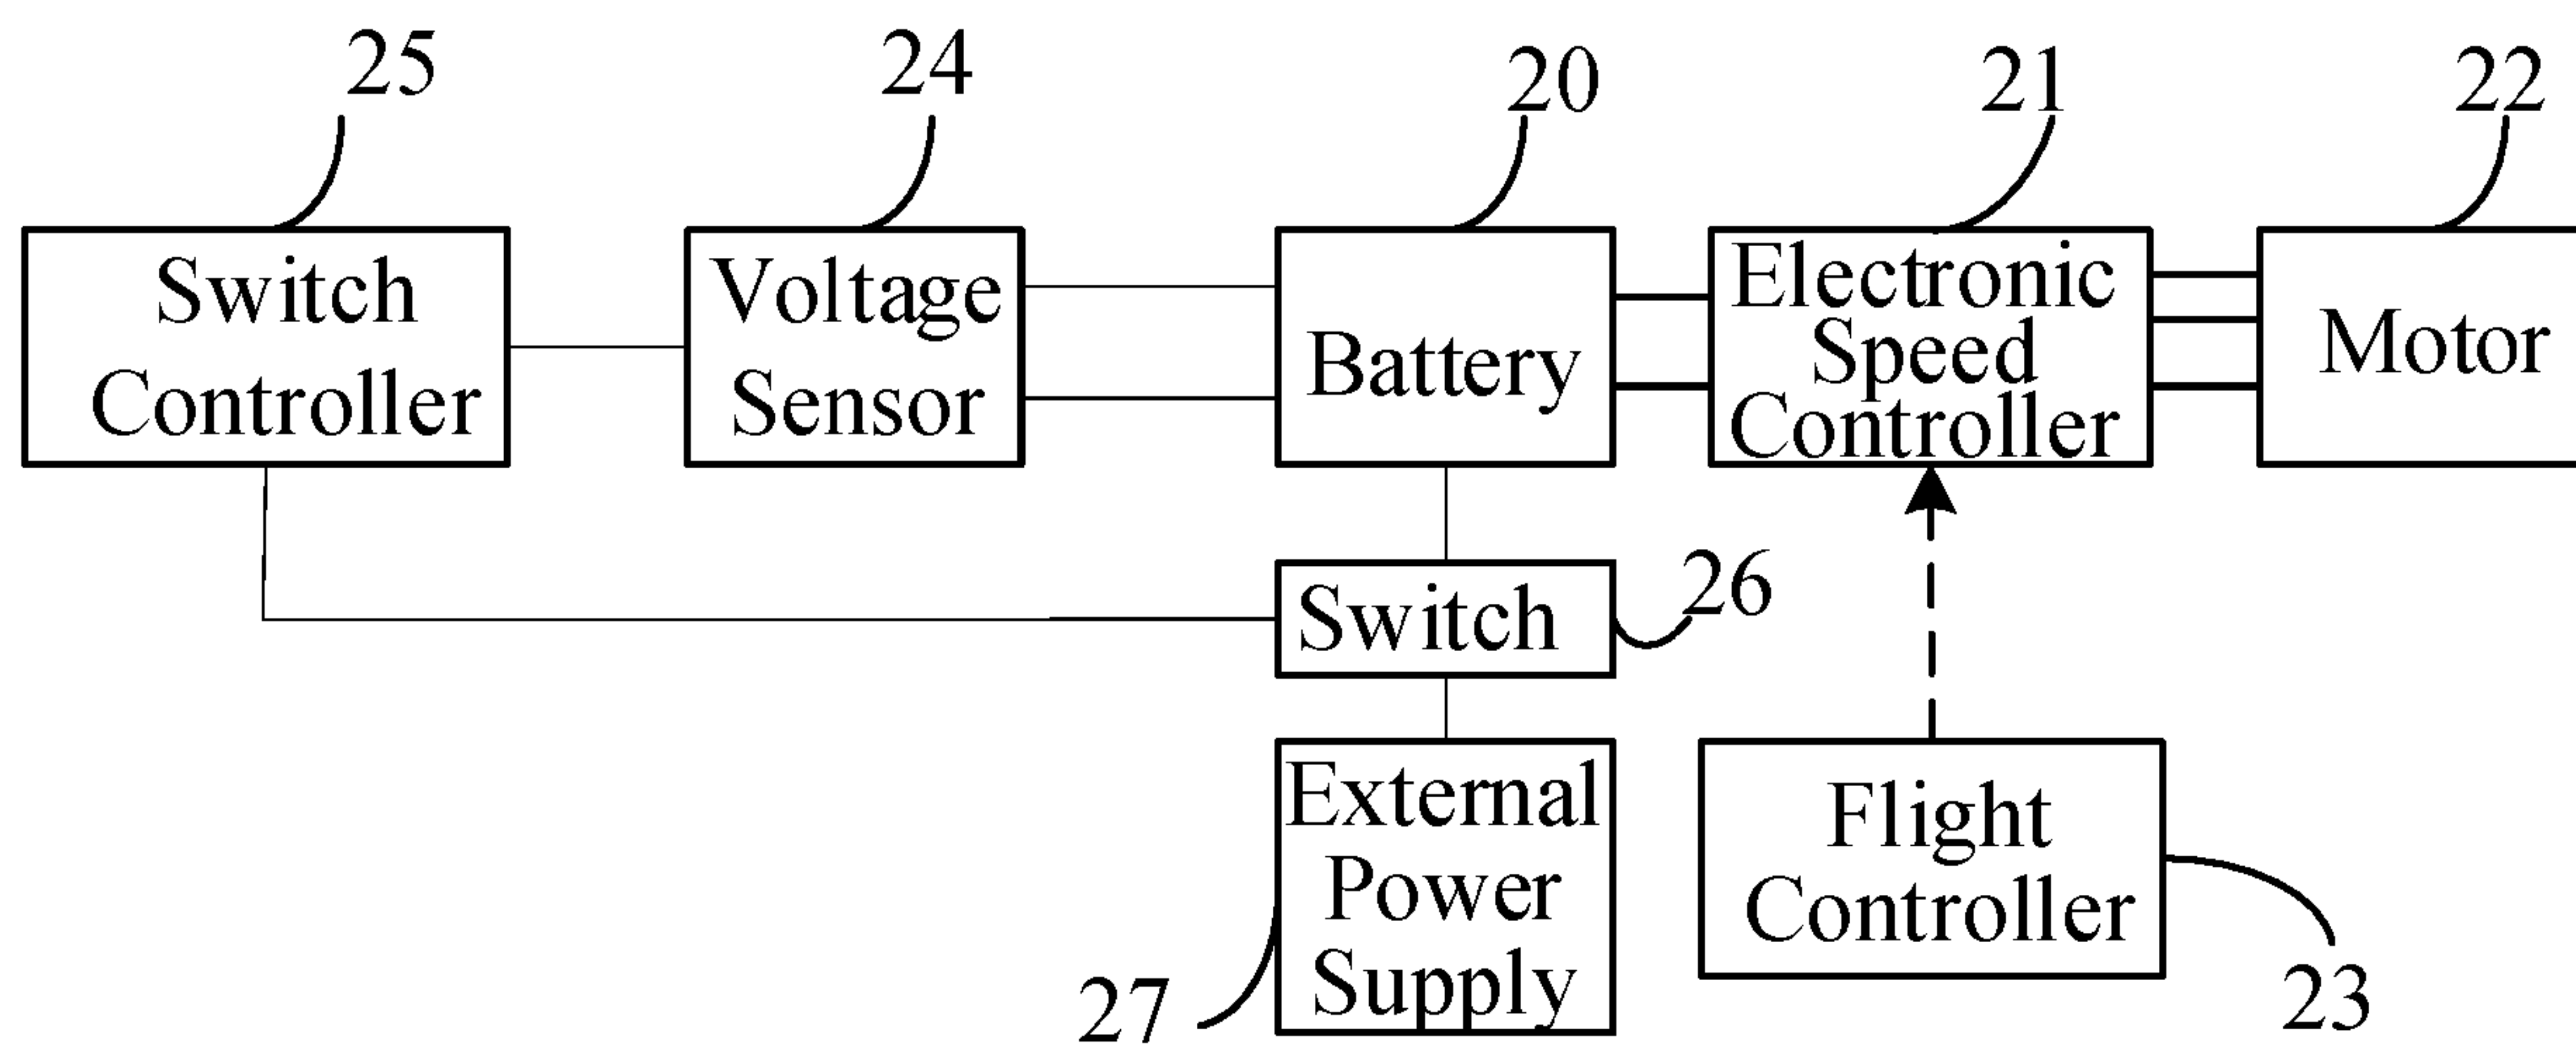 25
24
20
21
22
Switch
Controller
Voltage
Sensor
Battery
Electronic
Speed
Controller
Motor
Switch
26
External
Power
Supply
27
Flight
Controller
23